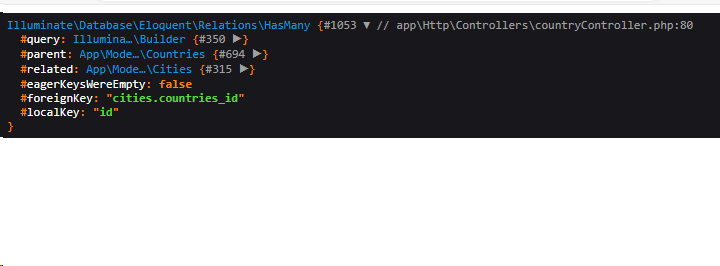 Illuminate\Database\Eloquent\Relations\HasMany {#1053 ▼ // app\Http\Controllers\countryController.php:80
#query: Illumina…\Builder {#350 ▶}
#parent: App\Mode…\Countries {#694 ▶}
#related: App\Mode…\Cities {#315 ▶}
#eagerKeysWereEmpty: false
#foreignKey: "cities.countries_id"
#localKey: "id"
}